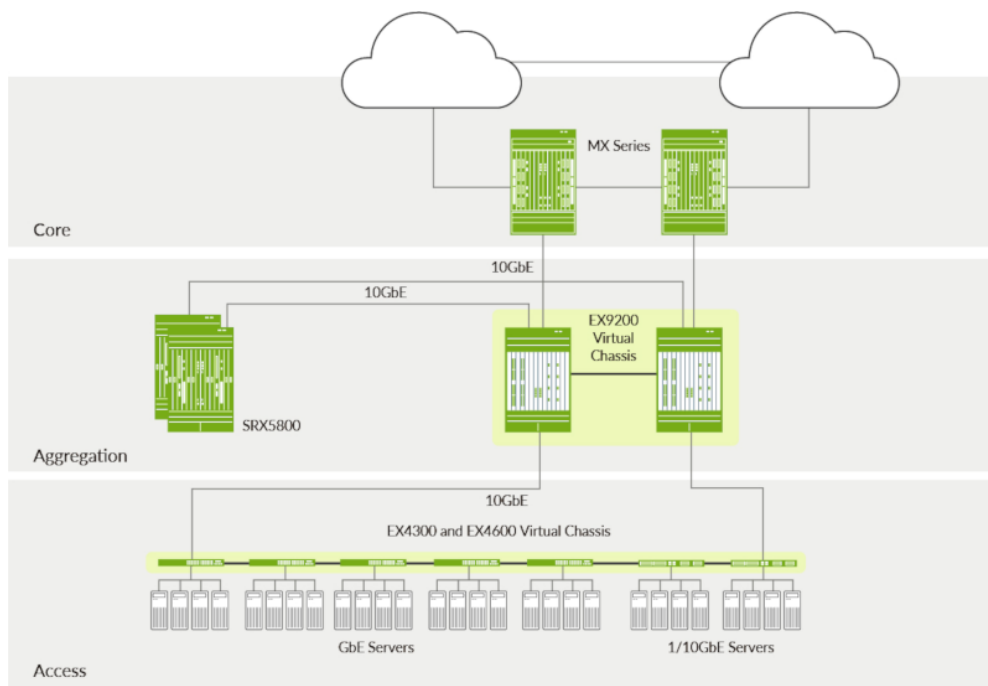 MX Series
Core
10GbE
10GbE
EX9200
Virtual
Chassis
SRX5800
Aggregation
10GbE
EX4300 and EX4600 Virtual Chassis
GbE Servers
1/10GbE Servers
Access